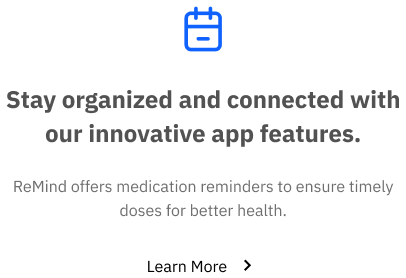 Stay organized and connected with
our innovative app features.
ReMind offers medication reminders to ensure timely
doses for better health.
Learn More